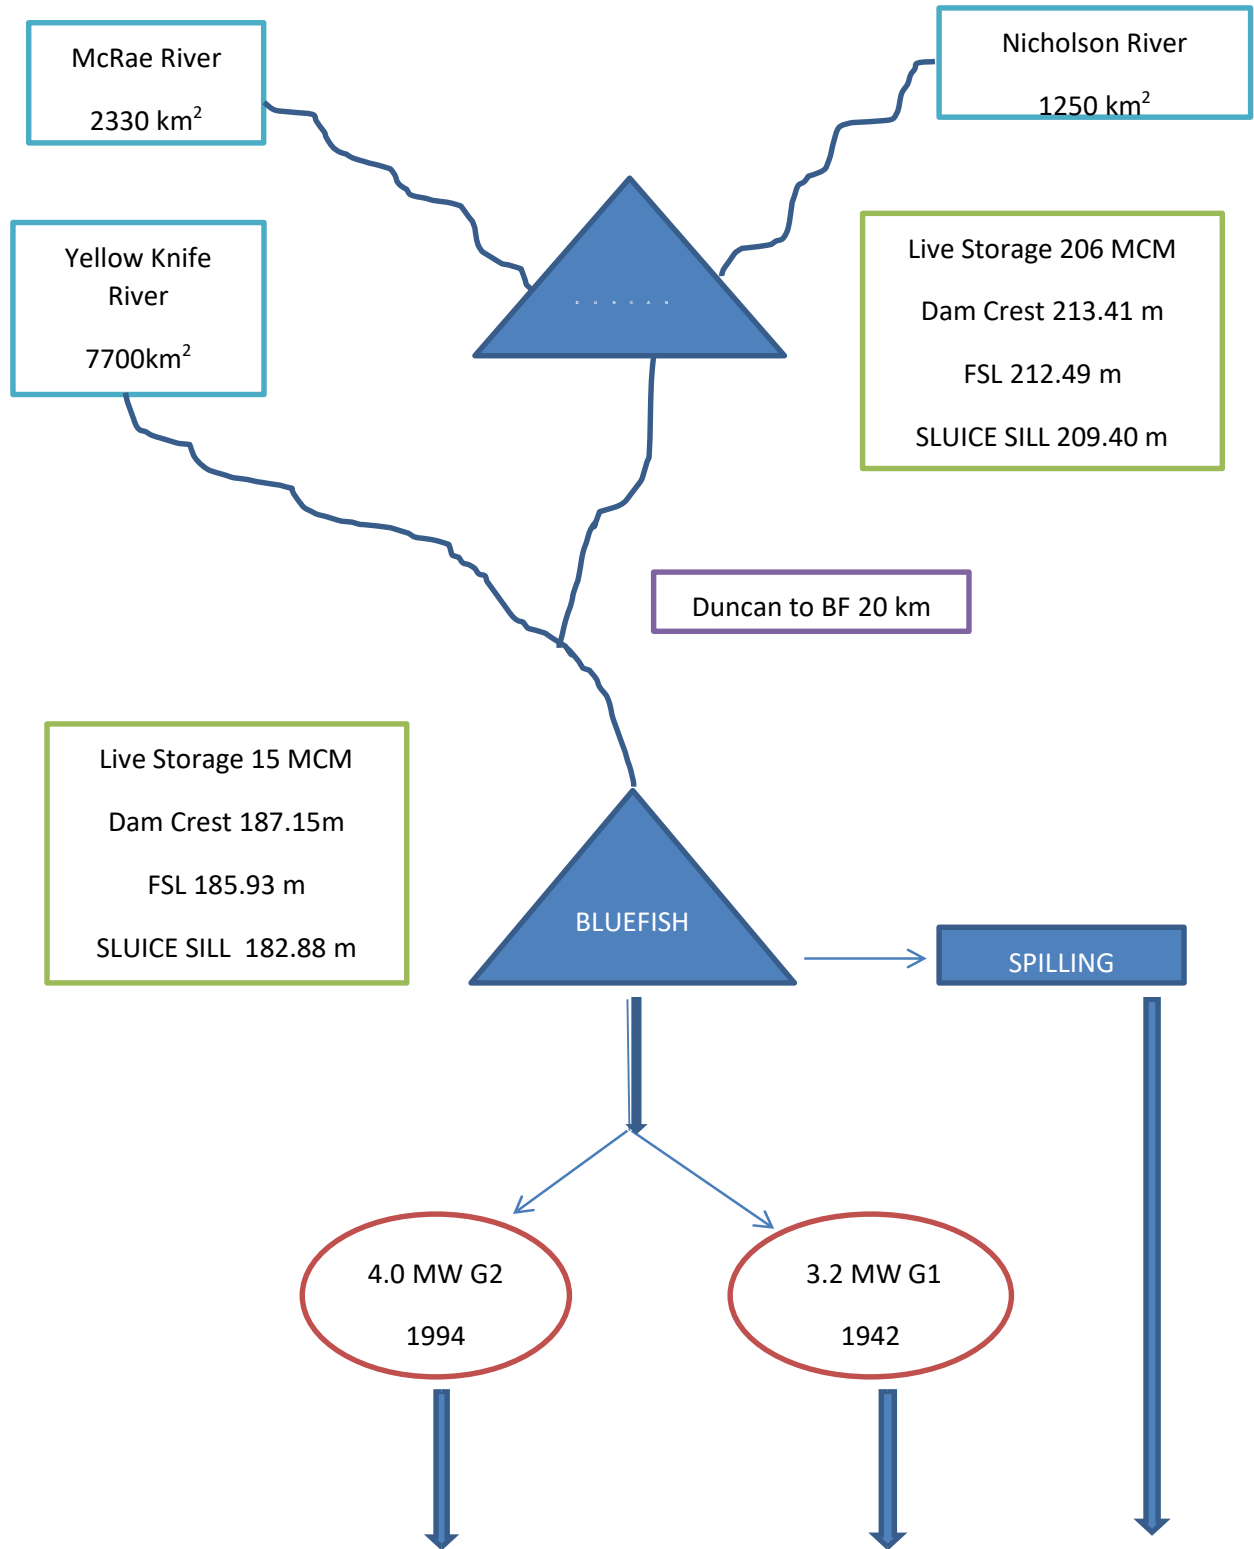 McRae River
2330 km²
Nicholson River
1250 km²
Yellow Knife
River
7700km²
DUNCAN
Live Storage 206 MCM
Dam Crest 213.41 m
FSL 212.49 m
SLUICE SILL 209.40 m
Duncan to BF 20 km
Live Storage 15 MCM
Dam Crest 187.15m
FSL 185.93 m
SLUICE SILL  182.88 m
BLUEFISH
SPILLING
4.0 MW G2
1994
3.2 MW G1
1942